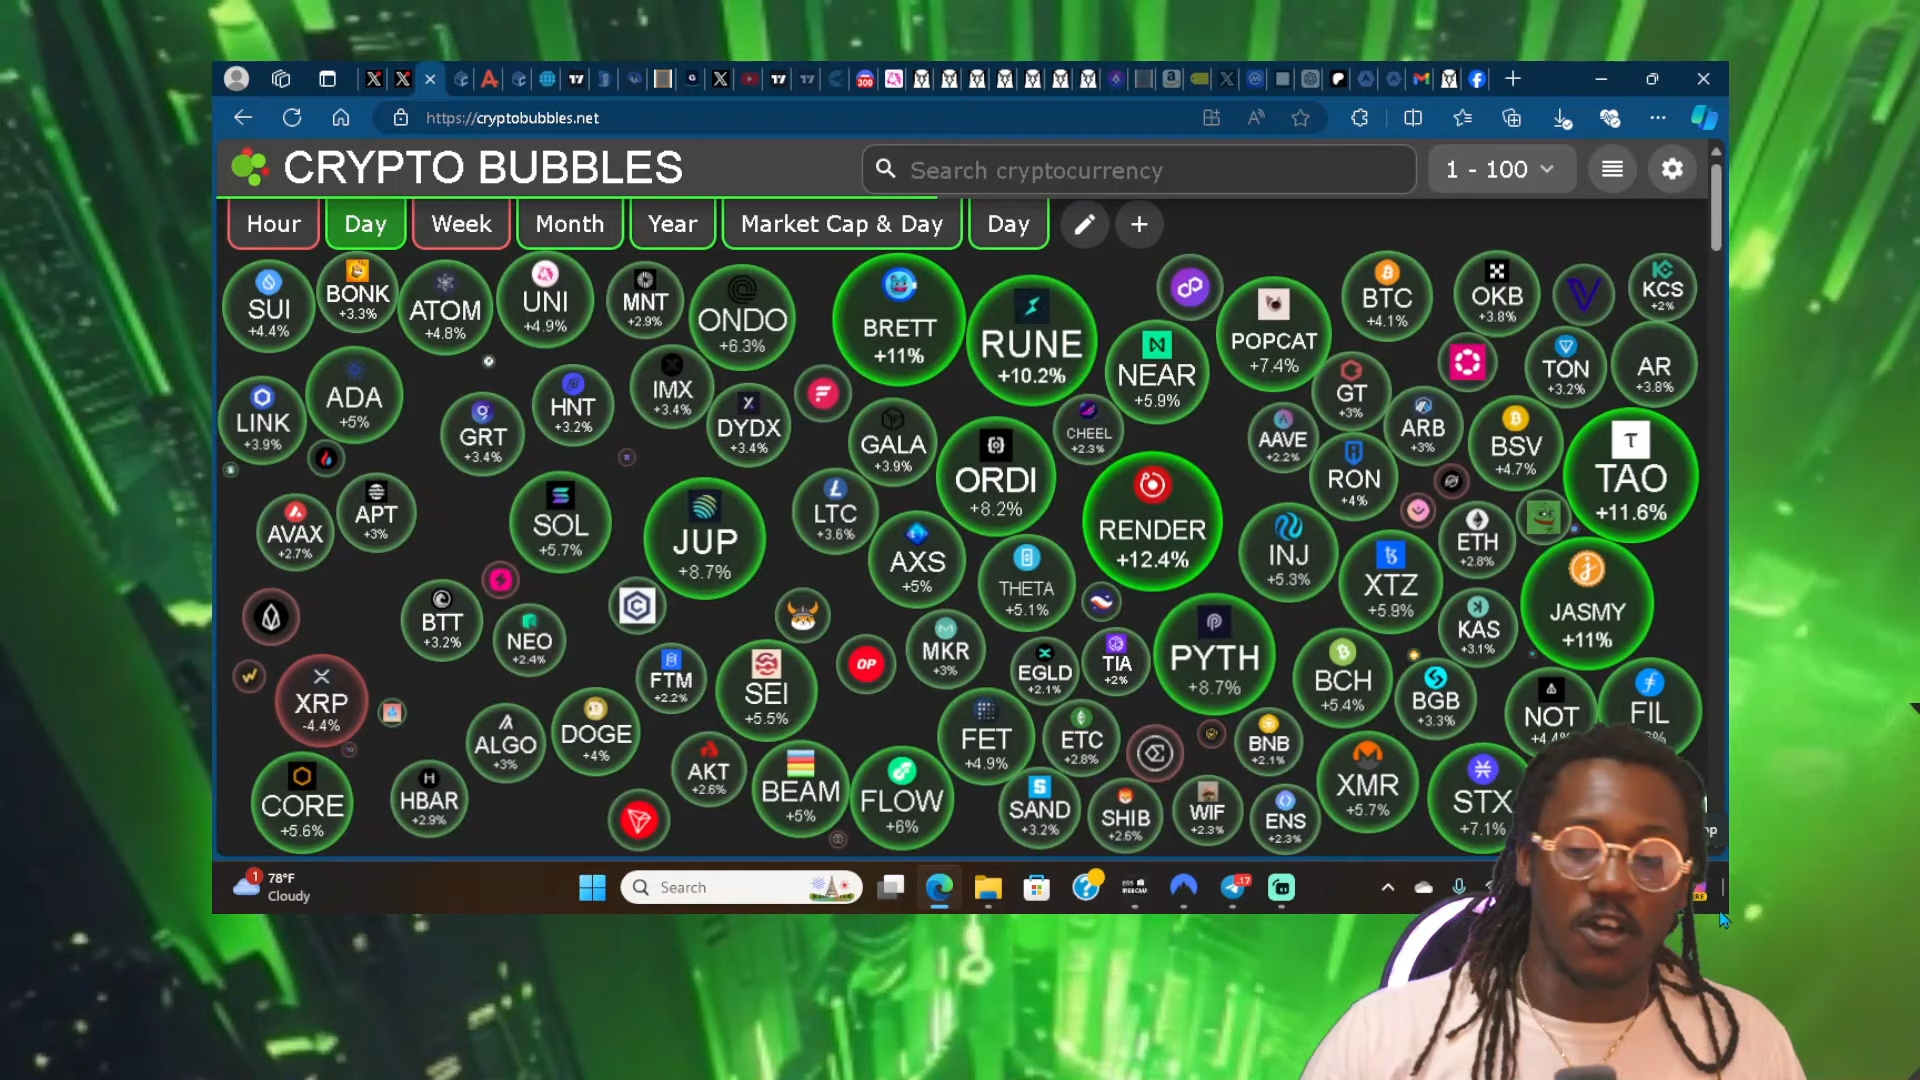 https://cryptobubbles.net
CRYPTO BUBBLES
Search cryptocurrency
1 - 100
Hour
Day
Week
Month
Year
Market Cap & Day
Day
SUI
+4.4%
BONK
+3.3%
ATOM
+4.8%
UNI
+4.9%
MNT
+2.9%
ONDO
+6.3%
BRETT
+11%
RUNE
+10.2%
NEAR
+5.9%
POPCAT
+7.4%
BTC
+4.1%
OKB
+3.8%
KCS
+2%
LINK
+3.9%
ADA
+5%
GRT
+3.4%
HNT
+3.2%
IMX
+3.4%
DYDX
+3.4%
GALA
+3.9%
ORDI
+8.2%
CHEEL
+2.3%
AAVE
+2.2%
GT
+3%
RON
+4%
ARB
+3%
BSV
+4.7%
TON
+3.2%
AR
+3.8%
TAO
+11.6%
AVAX
+2.7%
APT
+3%
SOL
+5.7%
JUP
+8.7%
LTC
+3.6%
AXS
+5%
THETA
+5.1%
RENDER
+12.4%
INJ
+5.3%
XTZ
+5.9%
ETH
+2.8%
JASMY
+11%
BTT
+3.2%
NEO
+2.4%
FTM
+2.2%
SEI
+5.5%
OP
MKR
+3%
EGLD
+2.1%
TIA
+2%
PYTH
+8.7%
BCH
+5.4%
KAS
+3.1%
BGB
+3.3%
NOT
+4.4%
FIL
XRP
-4.4%
CORE
+5.6%
HBAR
+2.9%
ALGO
+3%
DOGE
+4%
AKT
+2.6%
BEAM
+5%
FLOW
+6%
FET
+4.9%
ETC
+2.8%
SAND
+3.2%
SHIB
+2.6%
WIF
+2.3%
BNB
+2.1%
ENS
+2.3%
XMR
+5.7%
STX
+7.1%
1
78°F
Cloudy
Search
17